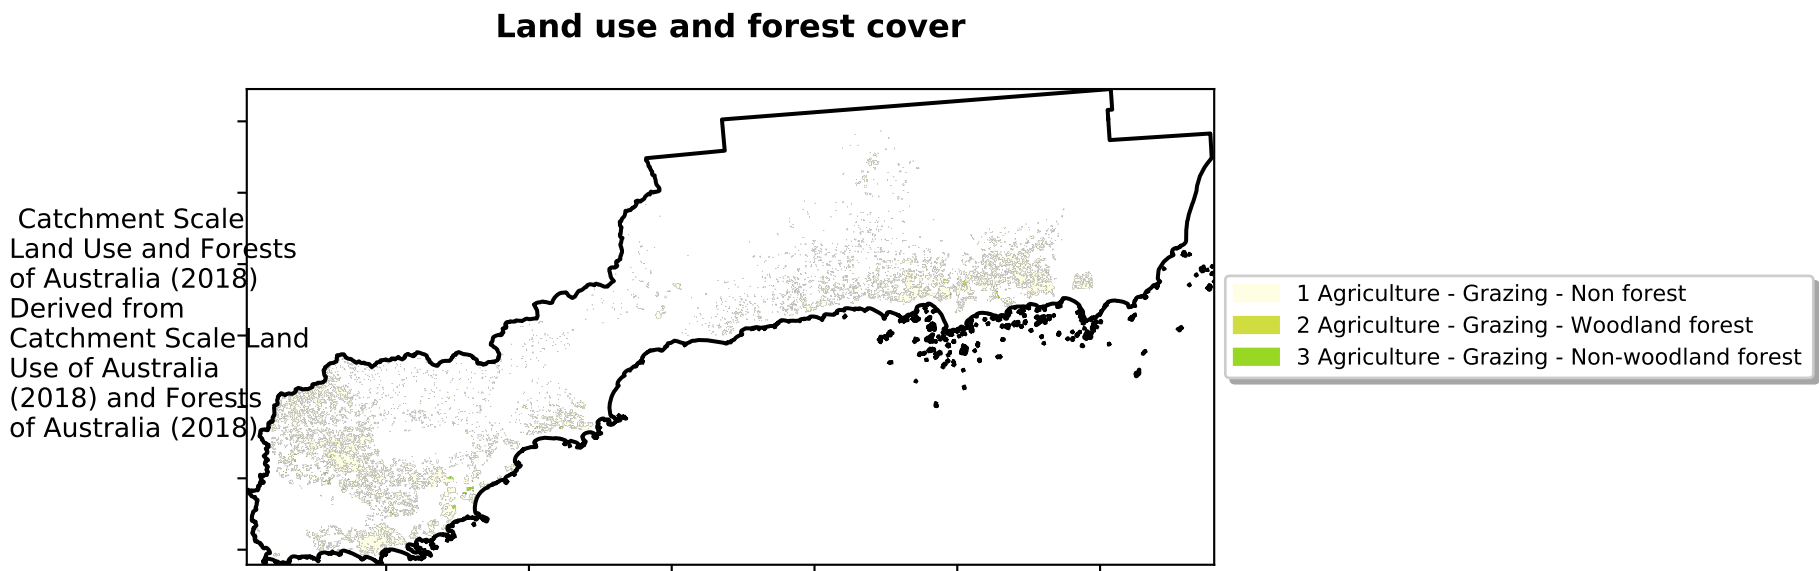 Land use and forest cover
Catchment Scale
Land Use and Forests
of Australia (2018)
Derived from
Catchment Scale Land
Use of Australia
(2018) and Forests
of Australia (2018)
1 Agriculture - Grazing - Non forest
2 Agriculture - Grazing - Woodland forest
3 Agriculture - Grazing - Non-woodland forest